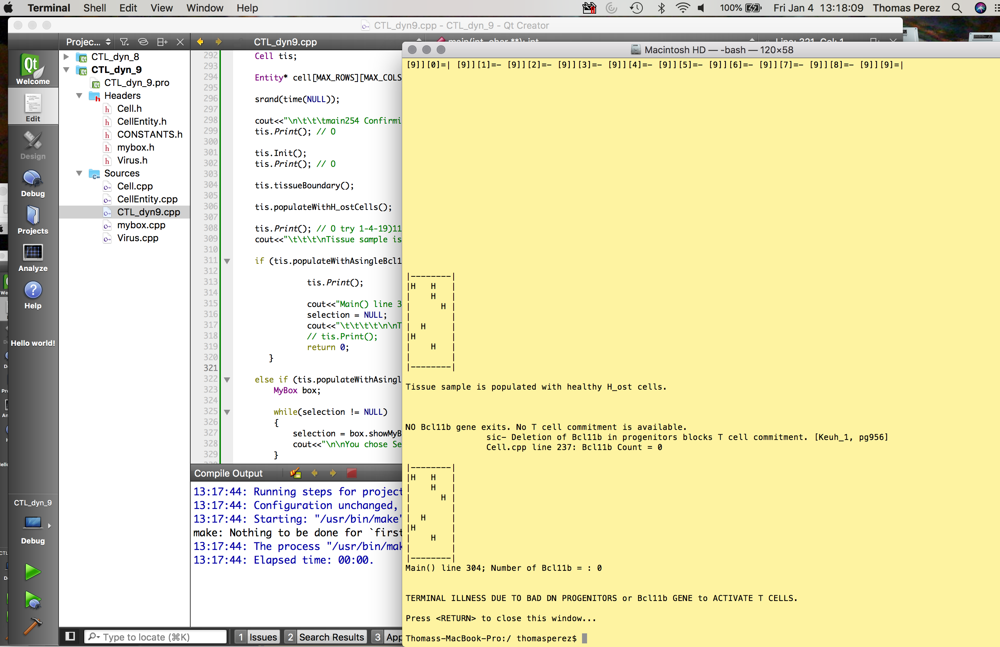 Terminal Shell Edit View Window Help 100% Fri Jan 4 13:18:09 Thomas Perez
CTL_dyn9.cpp - CTL_dyn_9 - Qt Creator
Projec... CTL_dyn9.cpp main(int, char **): int Line: 321, Col: 1
Welcome
Edit
Design
Debug
Projects
Analyze
Help
Hello world!
CTL_dyn_9
Debug
CTL_dyn_8
CTL_dyn_9
CTL_dyn_9.pro
Headers
Cell.h
CellEntity.h
CONSTANTS.h
mybox.h
Virus.h
Sources
Cell.cpp
CellEntity.cpp
CTL_dyn9.cpp
mybox.cpp
Virus.cpp
292 Cell tis;
293
294 Entity* cell[MAX_ROWS][MAX_COLS
295
296 srand(time(NULL));
297
298 cout<<"\n\t\t\tmain254 Confirmi
299 tis.Print(); // O
300
301 tis.Init();
302 tis.Print(); // O
303
304 tis.tissueBoundary();
305
306 tis.populateWithH_ostCells();
307
308 tis.Print(); // O try 1-4-19)11
309 cout<<"\t\t\t\nTissue sample is
310
311 if (tis.populateWithAsingleBcl1
312
313 tis.Print();
314
315 cout<<"Main() line 3
316 selection = NULL;
317 cout<<"\t\t\t\t\n\nT
318 // tis.Print();
319 return 0;
320 }
321
322 else if (tis.populateWithAsingl
323 MyBox box;
324
325 while(selection != NULL)
326 {
327 selection = box.showMyB
328 cout<<"\n\nYou chose Se
329 }
Compile Output
13:17:44: Running steps for project
13:17:44: Configuration unchanged,
13:17:44: Starting: "/usr/bin/make"
make: Nothing to be done for `first
13:17:44: The process "/usr/bin/mak
13:17:44: Elapsed time: 00:00.
Type to locate (⌘K) 1 Issues 2 Search Results 3 App
Macintosh HD — -bash — 120×58
[9]][0]=| [9]][1]=- [9]][2]=- [9]][3]=- [9]][4]=- [9]][5]=- [9]][6]=- [9]][7]=- [9]][8]=- [9]][9]=|
|--------|
|H   H   |
|    H   |
|      H |
|        |
|  H     |
|H       |
|    H   |
|        |
|--------|
Tissue sample is populated with healthy H_ost cells.
NO Bcl11b gene exits. No T cell commitment is available.
sic- Deletion of Bcl11b in progenitors blocks T cell commitment. [Keuh_1, pg956]
Cell.cpp line 237: Bcl11b Count = 0
|--------|
|H   H   |
|    H   |
|      H |
|        |
|  H     |
|H       |
|    H   |
|        |
|--------|
Main() line 304; Number of Bcl11b = : 0
TERMINAL ILLNESS DUE TO BAD DN PROGENITORS or Bcl11b GENE to ACTIVATE T CELLS.
Press <RETURN> to close this window...
Thomass-MacBook-Pro:/ thomasperez$